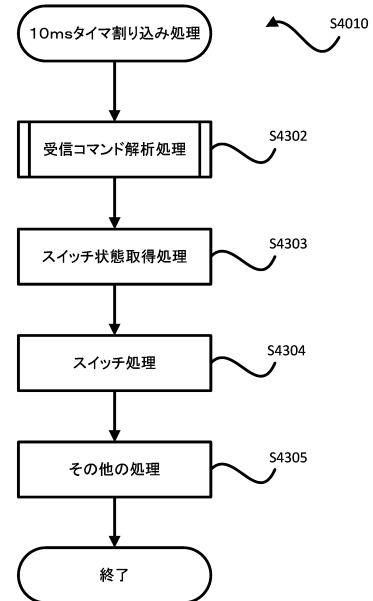 10msタイマ割り込み処理
S4010
受信コマンド解析処理
S4302
スイッチ状態取得処理
S4303
スイッチ処理
S4304
その他の処理
S4305
終了